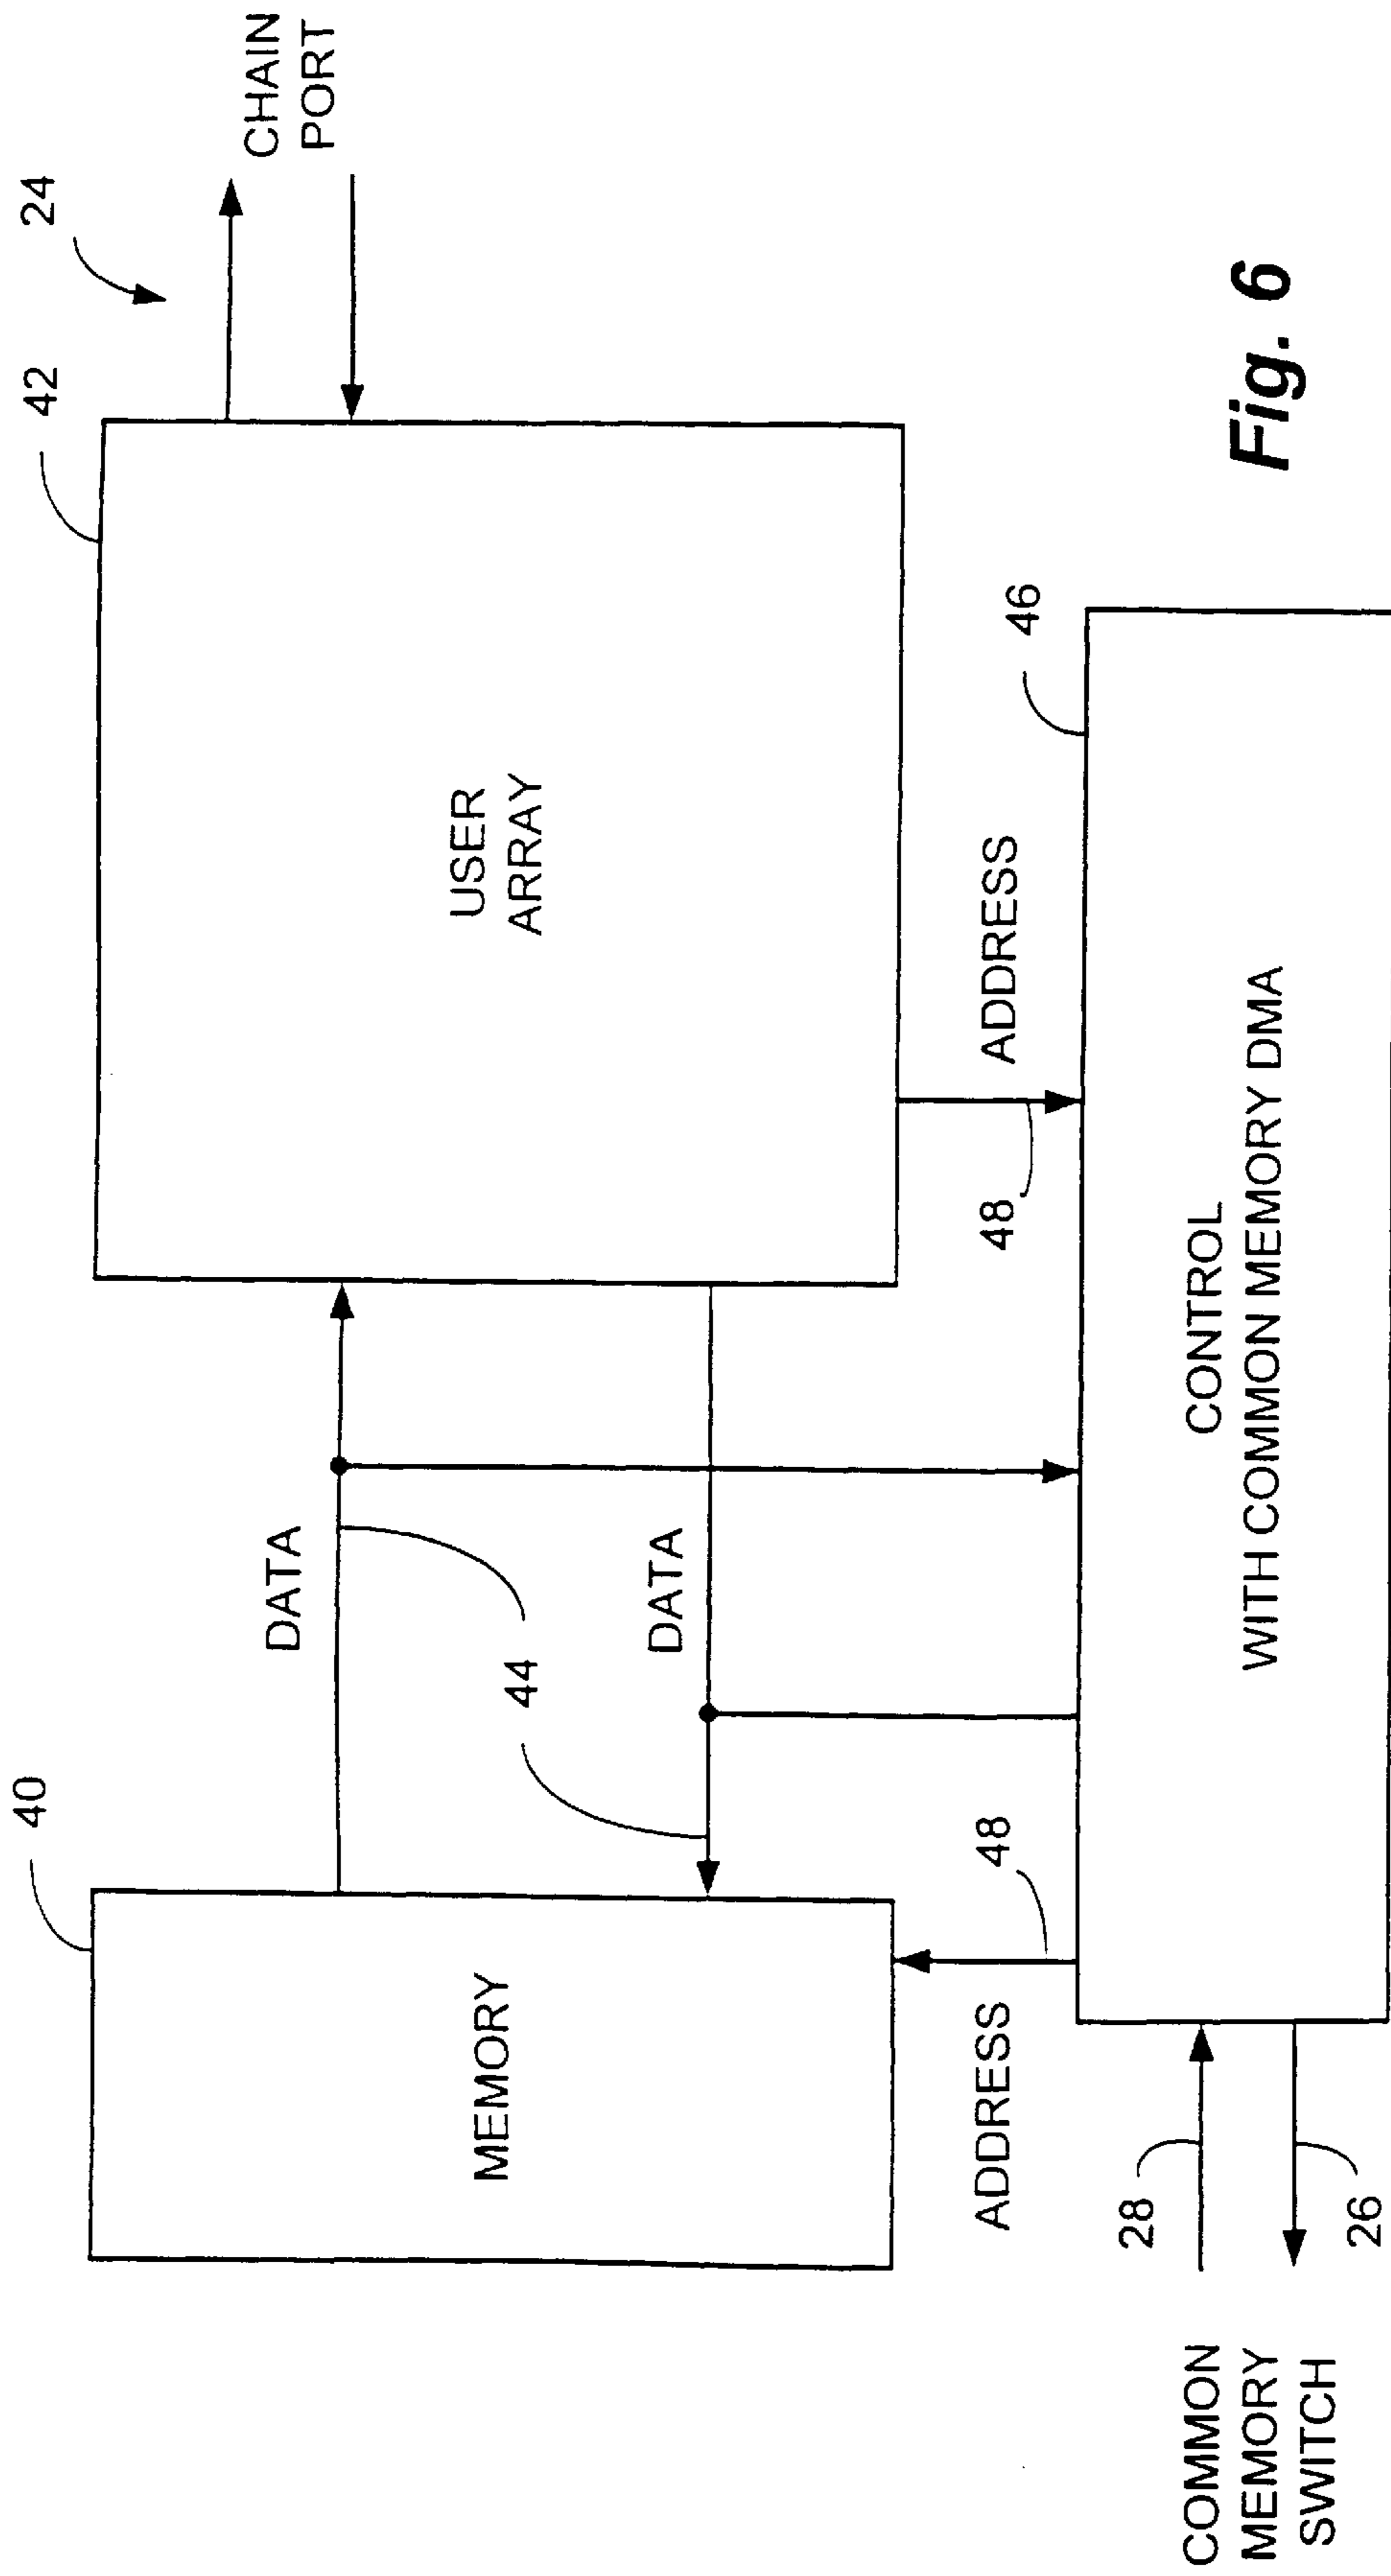 24
CHAIN
PORT
42
40
DATA
USER
ARRAY
MEMORY
44
DATA
48
ADDRESS
46
ADDRESS
48
28
CONTROL
WITH COMMON MEMORY DMA
COMMON
MEMORY
SWITCH
26
Fig. 6